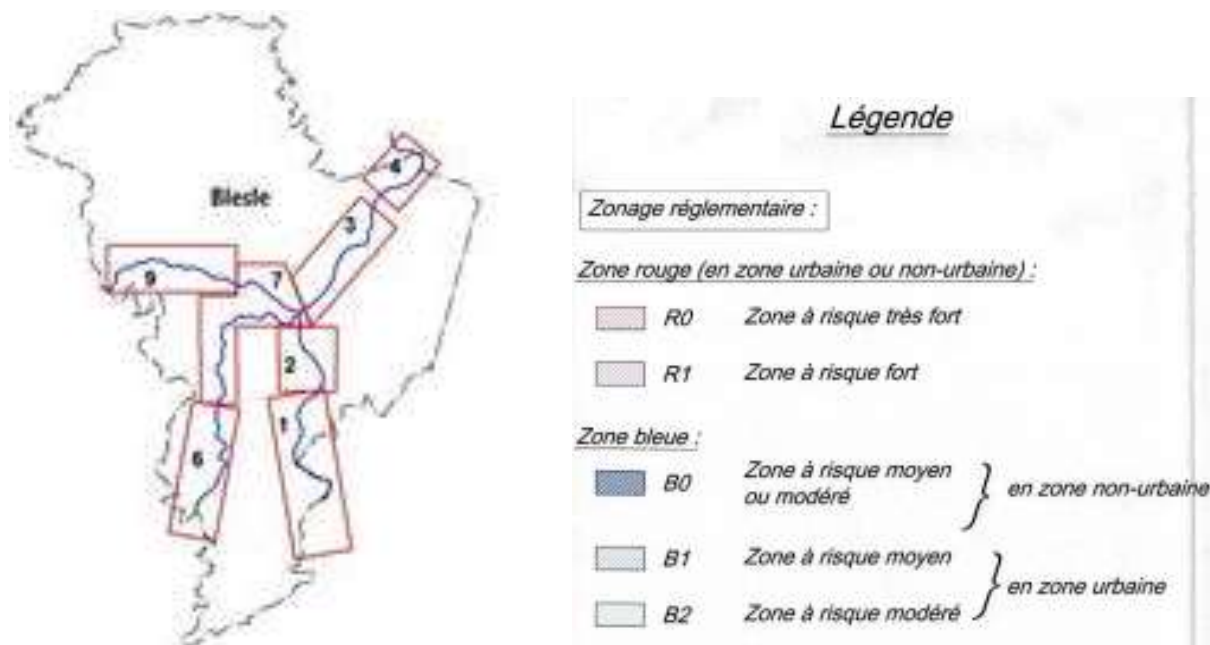 4
Blesle
3
9
7
2
1
6
Légende
Zonage réglementaire :
Zone rouge (en zone urbaine ou non-urbaine) :
R0 Zone à risque très fort
R1 Zone à risque fort
Zone bleue :
B0 Zone à risque moyen
ou modéré
en zone non-urbaine
B1 Zone à risque moyen
en zone urbaine
B2 Zone à risque modéré